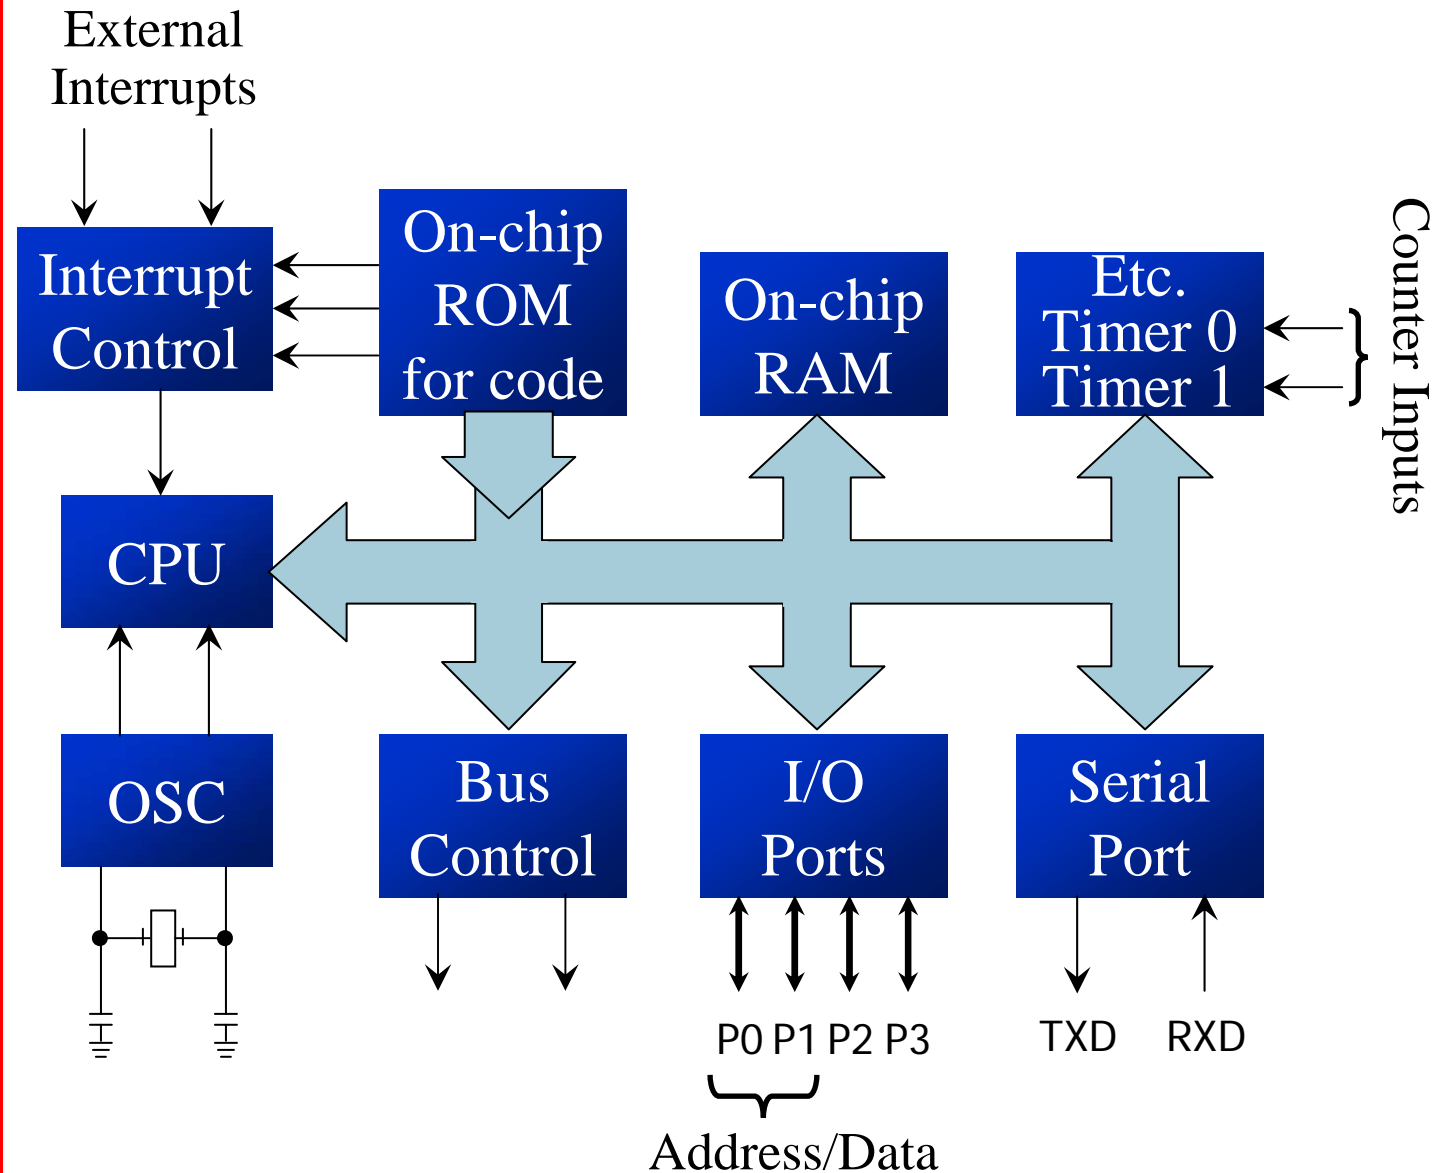 External
Interrupts
Interrupt
Control
On-chip
ROM
for code
On-chip
RAM
Etc.
Timer 0
Timer 1
Counter Inputs
CPU
OSC
Bus
Control
I/O
Ports
Serial
Port
P0 P1 P2 P3
TXD RXD
Address/Data